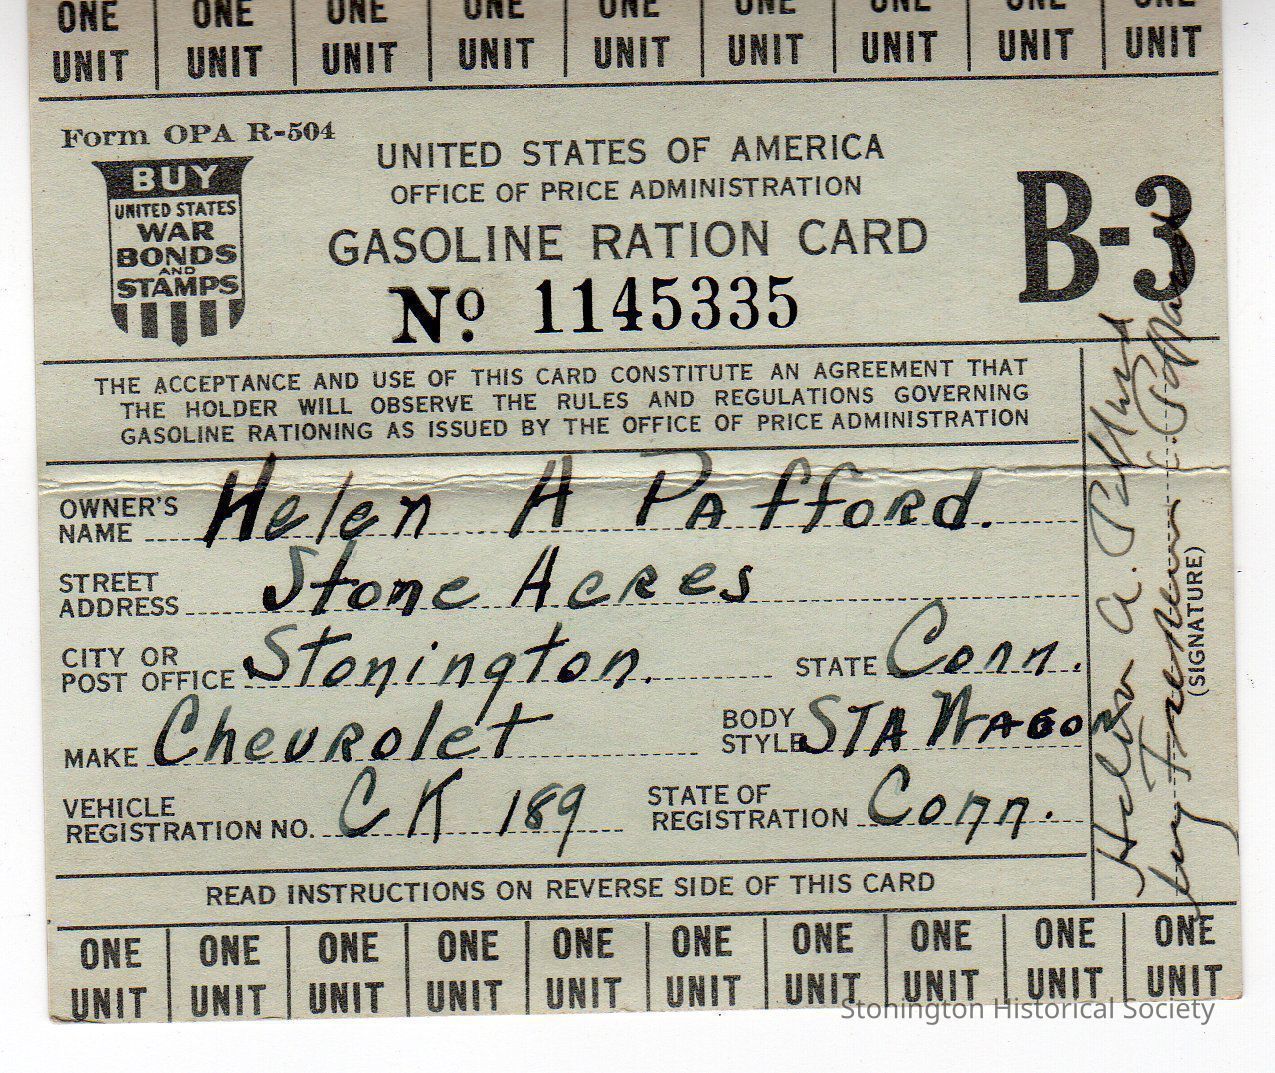 ONE ONE ONE ONE ONE ONE ONE ONE ONE
UNIT UNIT UNIT UNIT UNIT UNIT UNIT UNIT UNIT
Form OPA R-504
BUY
UNITED STATES
WAR
BONDS
AND
STAMPS
UNITED STATES OF AMERICA
OFFICE OF PRICE ADMINISTRATION
GASOLINE RATION CARD
No. 1145335
B-3
THE ACCEPTANCE AND USE OF THIS CARD CONSTITUTE AN AGREEMENT THAT
THE HOLDER WILL OBSERVE THE RULES AND REGULATIONS GOVERNING
GASOLINE RATIONING AS ISSUED BY THE OFFICE OF PRICE ADMINISTRATION
OWNER'S NAME Helen A Pafford.
STREET ADDRESS Stone Acres
CITY OR POST OFFICE Stonington. STATE Conn.
MAKE Chevrolet BODY STYLE STA WAGON
VEHICLE REGISTRATION NO. CK 189 STATE OF REGISTRATION Conn.
Helen A. Pafford
(SIGNATURE)
READ INSTRUCTIONS ON REVERSE SIDE OF THIS CARD
ONE ONE ONE ONE ONE ONE ONE ONE ONE ONE
UNIT UNIT UNIT UNIT UNIT UNIT UNIT UNIT UNIT UNIT
Stonington Historical Society